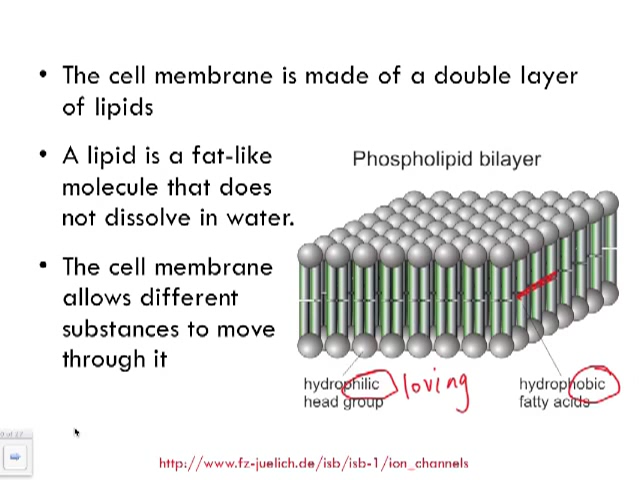 • The cell membrane is made of a double layer
of lipids
• A lipid is a fat-like
molecule that does
not dissolve in water.
• The cell membrane
allows different
substances to move
through it
Phospholipid bilayer
hydrophilic loving
head group
hydrophobic
fatty acids
http://www.fz-juelich.de/isb/isb-1/ion_channels